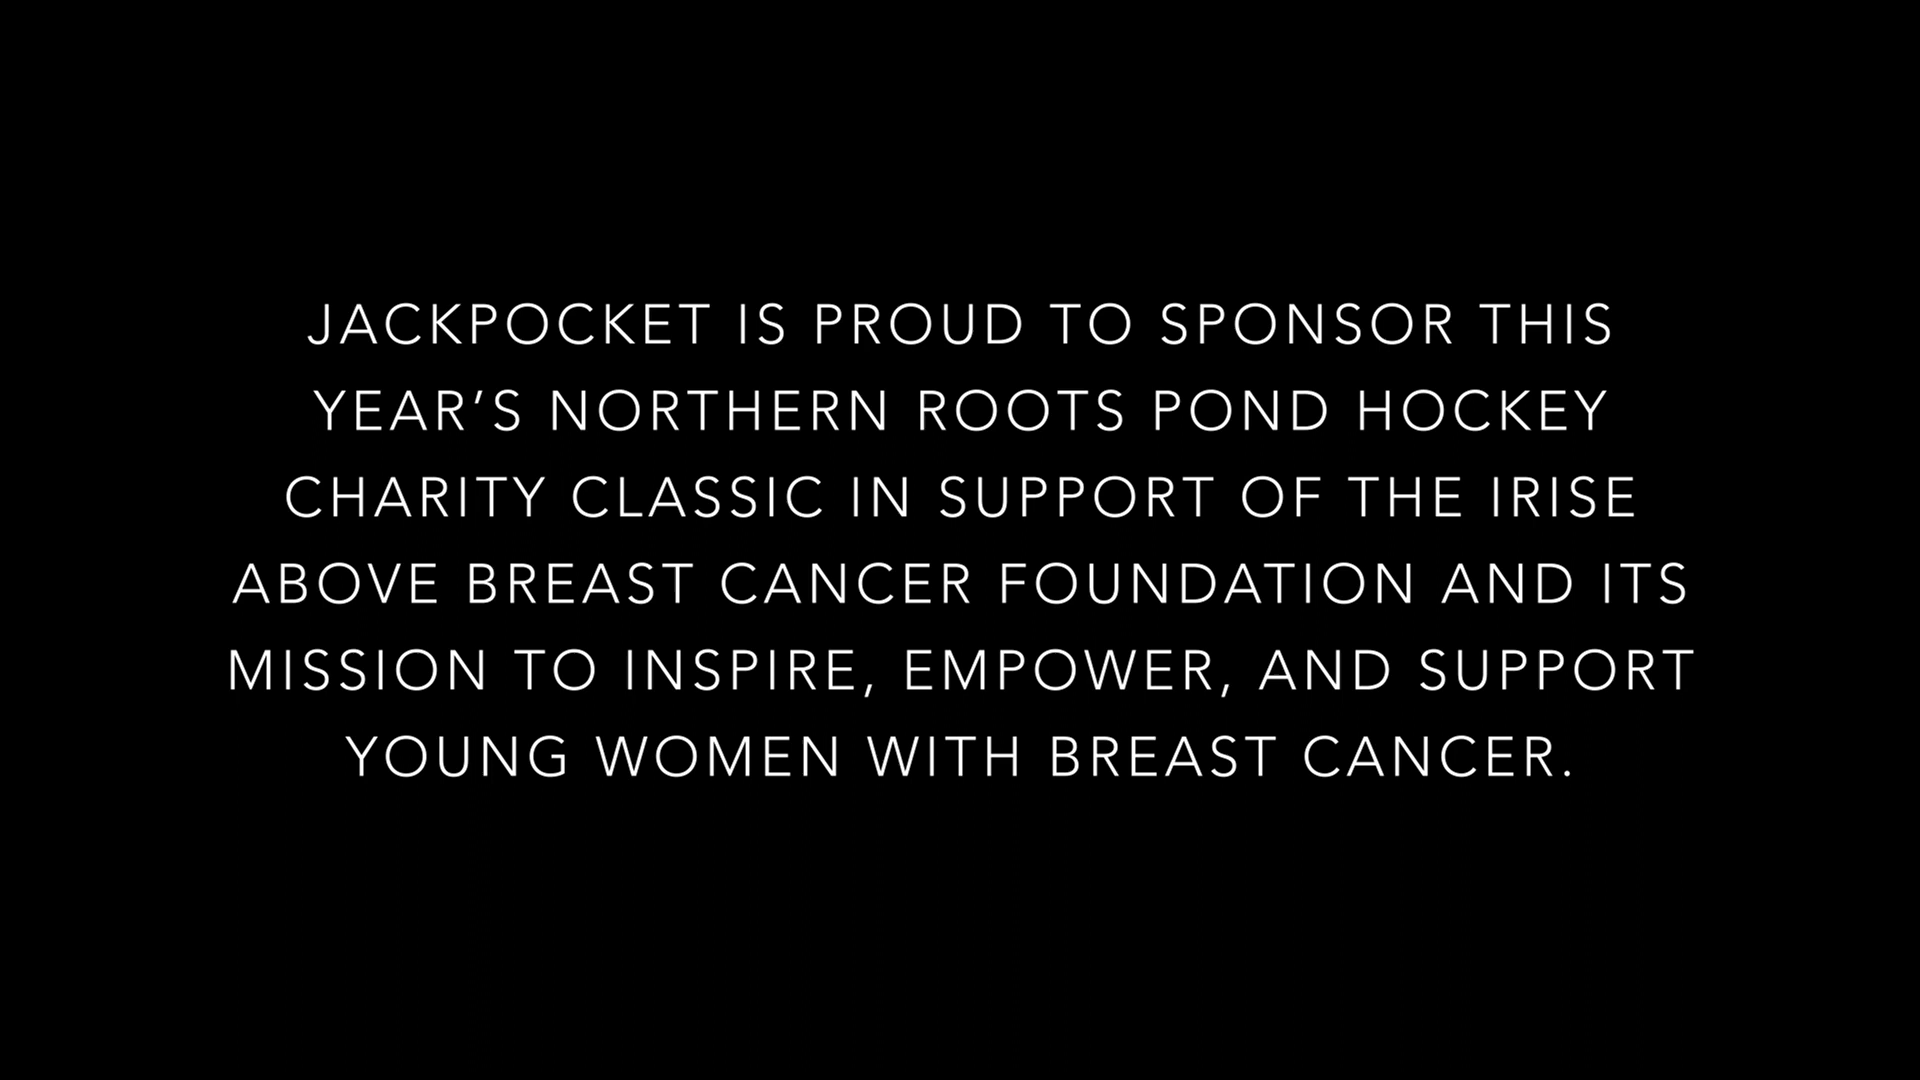 JACKPOCKET IS PROUD TO SPONSOR THIS
YEAR’S NORTHERN ROOTS POND HOCKEY
CHARITY CLASSIC IN SUPPORT OF THE IRISE
ABOVE BREAST CANCER FOUNDATION AND ITS
MISSION TO INSPIRE, EMPOWER, AND SUPPORT
YOUNG WOMEN WITH BREAST CANCER.